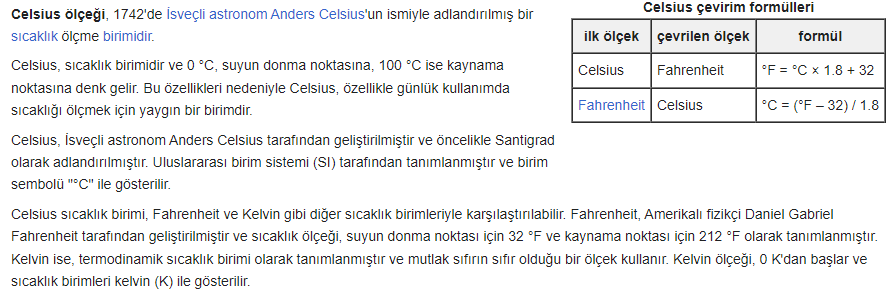 Celsius ölçeği, 1742'de İsveçli astronom Anders Celsius'un ismiyle adlandırılmış bir
sıcaklık ölçme birimidir.
Celsius, sıcaklık birimidir ve 0 °C, suyun donma noktasına, 100 °C ise kaynama
noktasına denk gelir. Bu özellikleri nedeniyle Celsius, özellikle günlük kullanımda
sıcaklığı ölçmek için yaygın bir birimdir.
Celsius, İsveçli astronom Anders Celsius tarafından geliştirilmiştir ve öncelikle Santigrad
olarak adlandırılmıştır. Uluslararası birim sistemi (SI) tarafından tanımlanmıştır ve birim
sembolü "°C" ile gösterilir.
Celsius çevirim formülleri
ilk ölçek çevrilen ölçek formül
Celsius Fahrenheit °F = °C × 1.8 + 32
Fahrenheit Celsius °C = (°F – 32) / 1.8
Celsius sıcaklık birimi, Fahrenheit ve Kelvin gibi diğer sıcaklık birimleriyle karşılaştırılabilir. Fahrenheit, Amerikalı fizikçi Daniel Gabriel
Fahrenheit tarafından geliştirilmiştir ve sıcaklık ölçeği, suyun donma noktası için 32 °F ve kaynama noktası için 212 °F olarak tanımlanmıştır.
Kelvin ise, termodinamik sıcaklık birimi olarak tanımlanmıştır ve mutlak sıfırın sıfır olduğu bir ölçek kullanır. Kelvin ölçeği, 0 K'dan başlar ve
sıcaklık birimleri kelvin (K) ile gösterilir.